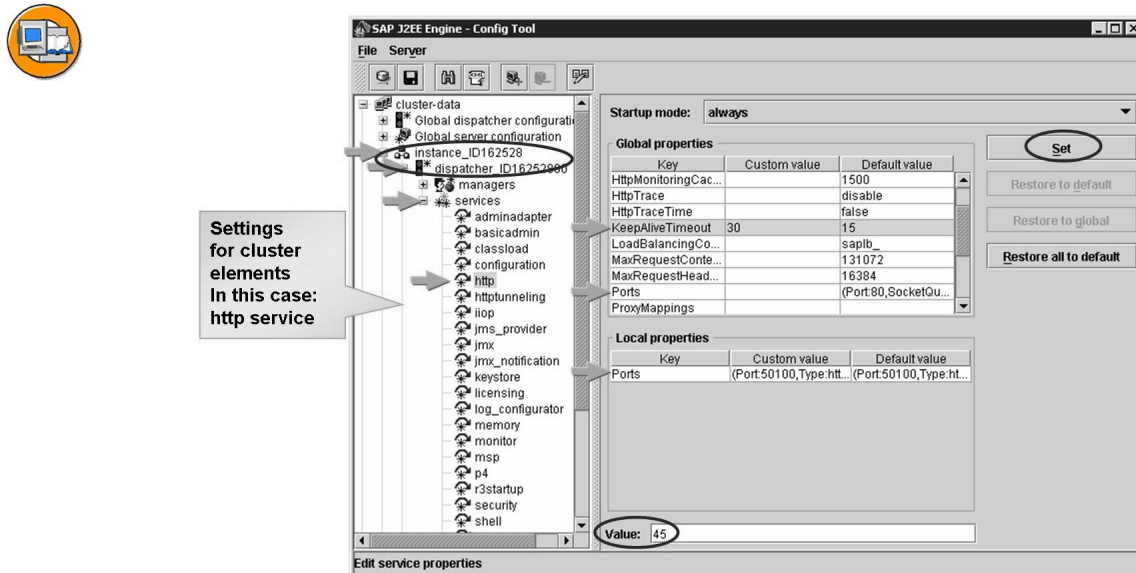 SAP J2EE Engine - Config Tool
File Server
cluster-data
Global dispatcher configurati
Global server configuration
instance_ID162528
dispatcher_ID16252800
managers
services
adminadapter
basicadmin
classload
configuration
http
httptunneling
iiop
jms_provider
jmx
jmx_notification
keystore
licensing
log_configurator
memory
monitor
msp
p4
r3startup
security
shell
Settings
for cluster
elements
In this case:
http service
Startup mode: always
Global properties
Key Custom value Default value
HttpMonitoringCac... 1500
HttpTrace disable
HttpTraceTime false
KeepAliveTimeout 30 15
LoadBalancingCo... saplb_
MaxRequestConte... 131072
MaxRequestHead... 16384
Ports (Port:80,SocketQu...
ProxyMappings
Local properties
Key Custom value Default value
Ports (Port:50100,Type:htt... (Port:50100,Type:ht...
Set
Restore to default
Restore to global
Restore all to default
Value: 45
Edit service properties